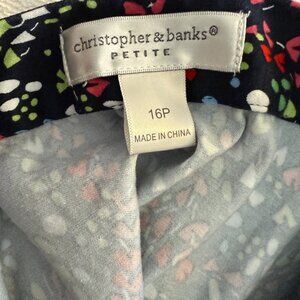 christopher & banks®
PETITE
16P
MADE IN CHINA